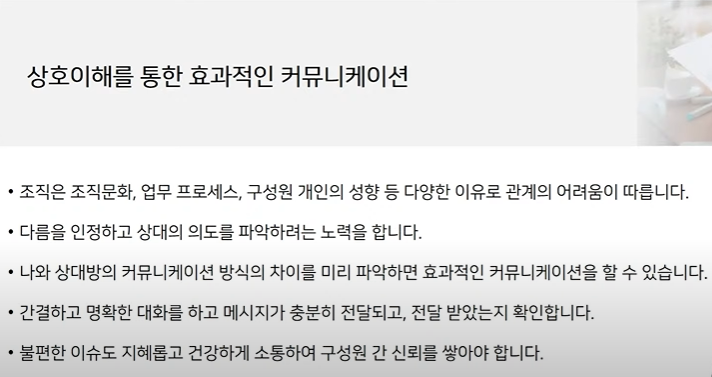 상호이해를 통한 효과적인 커뮤니케이션
• 조직은 조직문화, 업무 프로세스, 구성원 개인의 성향 등 다양한 이유로 관계의 어려움이 따릅니다.
• 다름을 인정하고 상대의 의도를 파악하려는 노력을 합니다.
• 나와 상대방의 커뮤니케이션 방식의 차이를 미리 파악하면 효과적인 커뮤니케이션을 할 수 있습니다.
• 간결하고 명확한 대화를 하고 메시지가 충분히 전달되고, 전달 받았는지 확인합니다.
• 불편한 이슈도 지혜롭고 건강하게 소통하여 구성원 간 신뢰를 쌓아야 합니다.